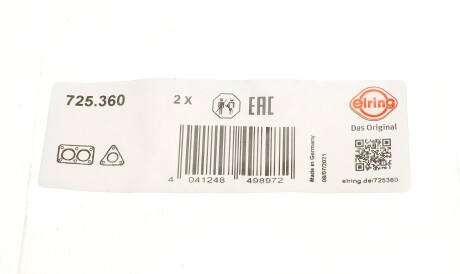 725.360
2 X
EAC
elring
Das Original
4 041248 498972
Made in Germany
08/07/2021
elring.de/725360